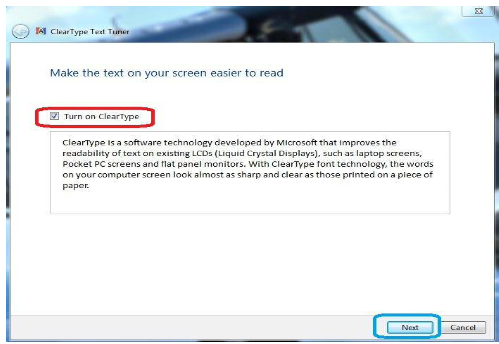 ClearType Text Tuner
Make the text on your screen easier to read
Turn on ClearType
ClearType is a software technology developed by Microsoft that improves the
readability of text on existing LCDs (Liquid Crystal Displays), such as laptop screens,
Pocket PC screens and flat panel monitors. With ClearType font technology, the words
on your computer screen look almost as sharp and clear as those printed on a piece of
paper.
Next Cancel